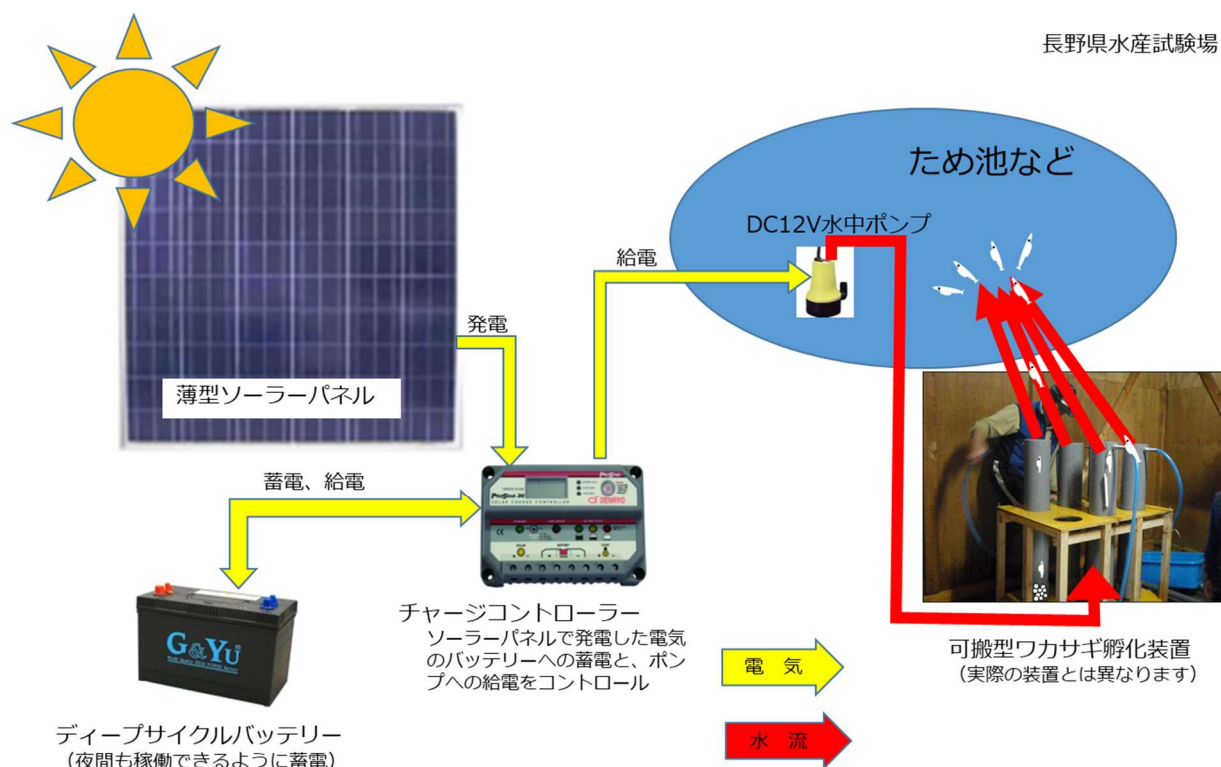 長野県水産試験場
ため池など
DC12V水中ポンプ
給電
発電
薄型ソーラーパネル
蓄電、給電
PROSTAR-30
SOLAR CHARGE CONTROLLER
DENRYO
G&Yu
チャージコントローラー
ソーラーパネルで発電した電気
のバッテリーへの蓄電と、ポン
プへの給電をコントロール
電　気
水　流
可搬型ワカサギ孵化装置
（実際の装置とは異なります）
ディープサイクルバッテリー
（夜間も稼働できるように蓄電）